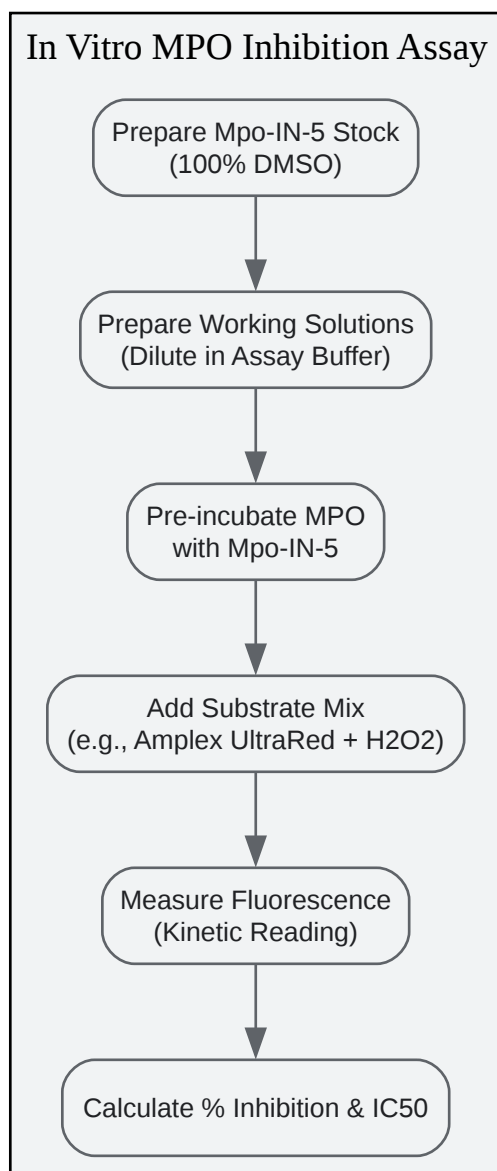 In Vitro MPO Inhibition Assay
Prepare Mpo-IN-5 Stock
(100% DMSO)
Prepare Working Solutions
(Dilute in Assay Buffer)
Pre-incubate MPO
with Mpo-IN-5
Add Substrate Mix
(e.g., Amplex UltraRed + H2O2)
Measure Fluorescence
(Kinetic Reading)
Calculate % Inhibition & IC50